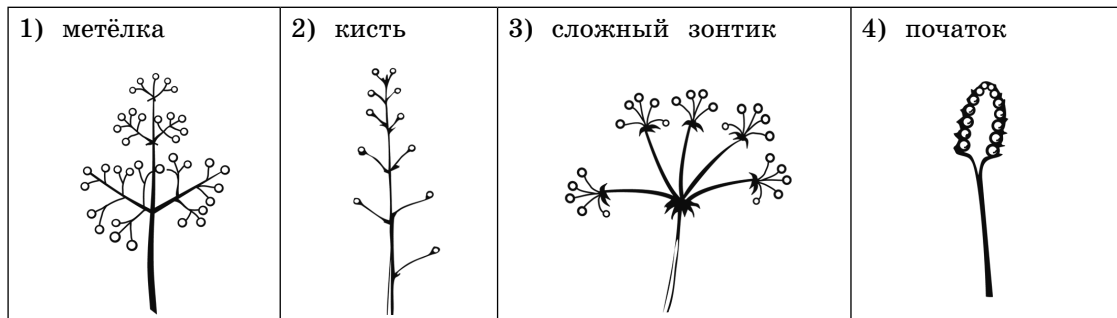 1) метёлка
2) кисть
3) сложный зонтик
4) початок